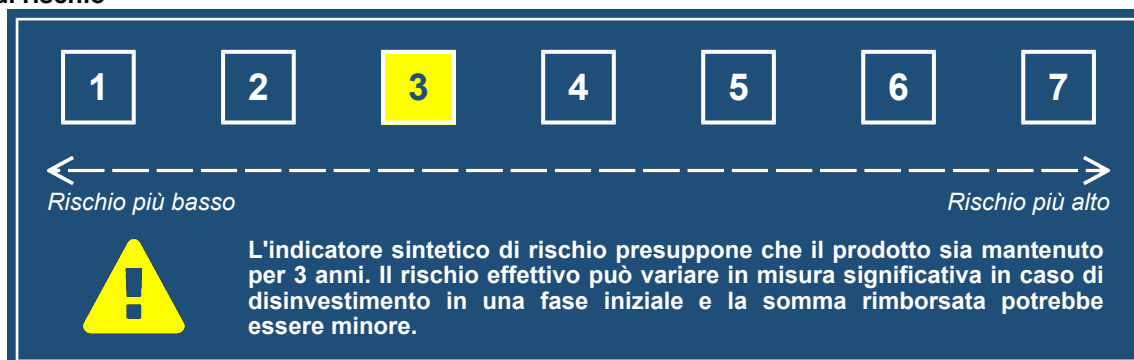 di rischio
1 2 3 4 5 6 7
Rischio più basso Rischio più alto
L'indicatore sintetico di rischio presuppone che il prodotto sia mantenuto
per 3 anni. Il rischio effettivo può variare in misura significativa in caso di
disinvestimento in una fase iniziale e la somma rimborsata potrebbe
essere minore.